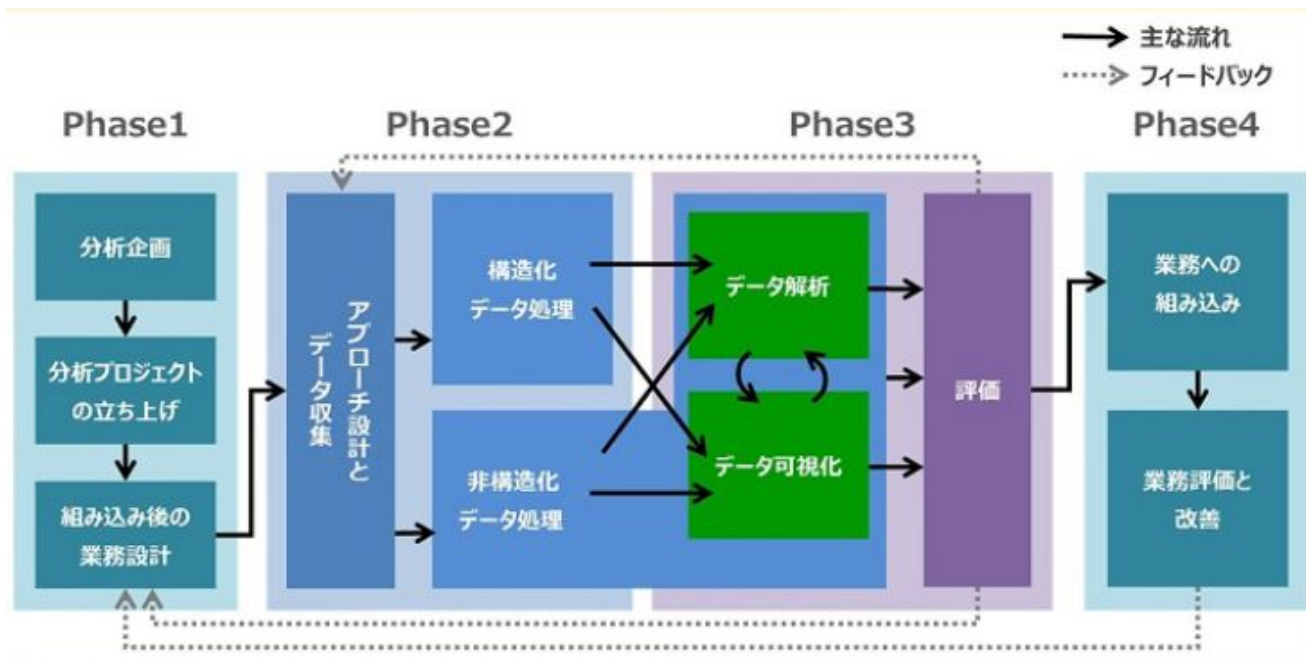 主な流れ
フィードバック
Phase1
Phase2
Phase3
Phase4
分析企画
分析プロジェクト
の立ち上げ
組み込み後の
業務設計
アプローチ設計と
データ収集
構造化
データ処理
非構造化
データ処理
データ解析
データ可視化
評価
業務への
組み込み
業務評価と
改善